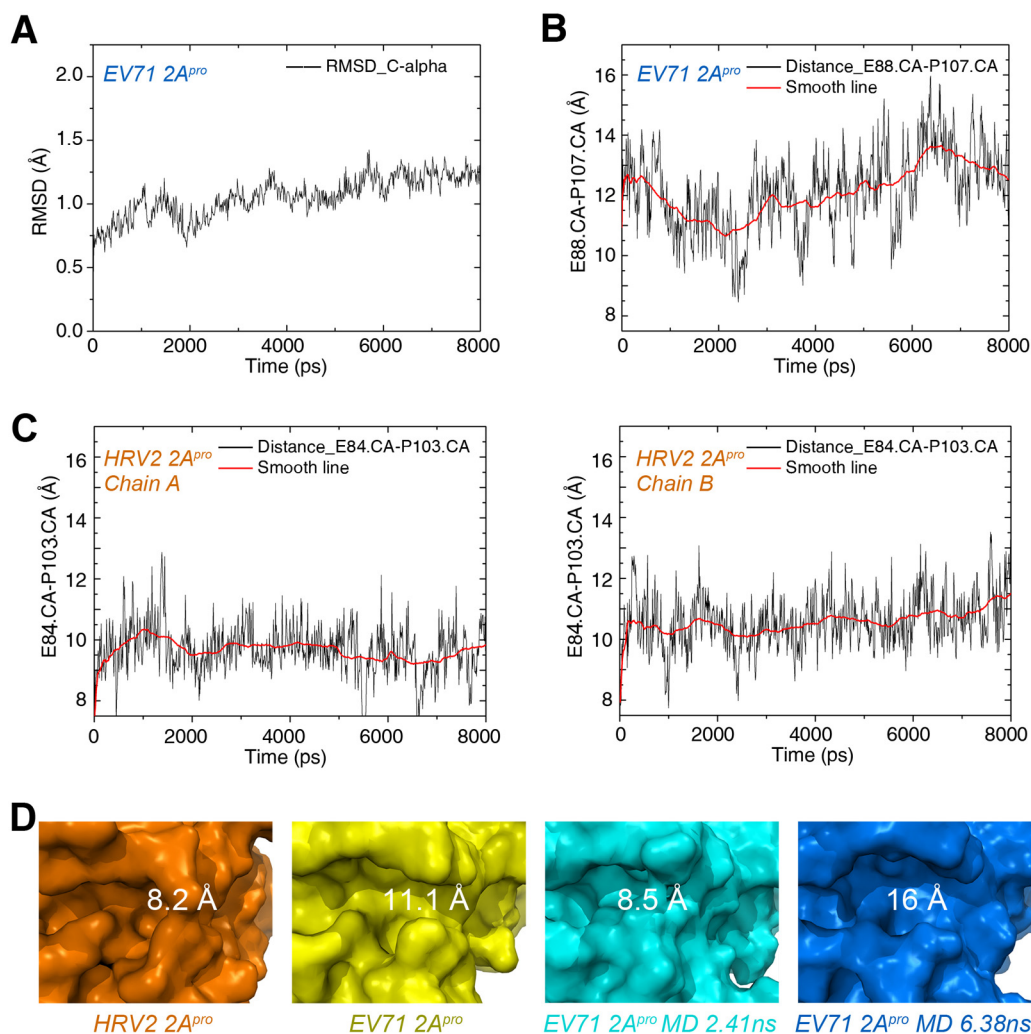 A
EV71 2Apro
RMSD_C-alpha
RMSD (Å)
2.0
1.5
1.0
0.5
0.0
0 2000 4000 6000 8000
Time (ps)
B
EV71 2Apro
Distance_E88.CA-P107.CA
Smooth line
E88.CA-P107.CA (Å)
16
14
12
10
8
0 2000 4000 6000 8000
Time (ps)
C
HRV2 2Apro
Chain A
Distance_E84.CA-P103.CA
Smooth line
E84.CA-P103.CA (Å)
16
14
12
10
8
0 2000 4000 6000 8000
Time (ps)
HRV2 2Apro
Chain B
Distance_E84.CA-P103.CA
Smooth line
E84.CA-P103.CA (Å)
16
14
12
10
8
0 2000 4000 6000 8000
Time (ps)
D
8.2 Å
11.1 Å
8.5 Å
16 Å
HRV2 2Apro
EV71 2Apro
EV71 2Apro MD 2.41ns
EV71 2Apro MD 6.38ns